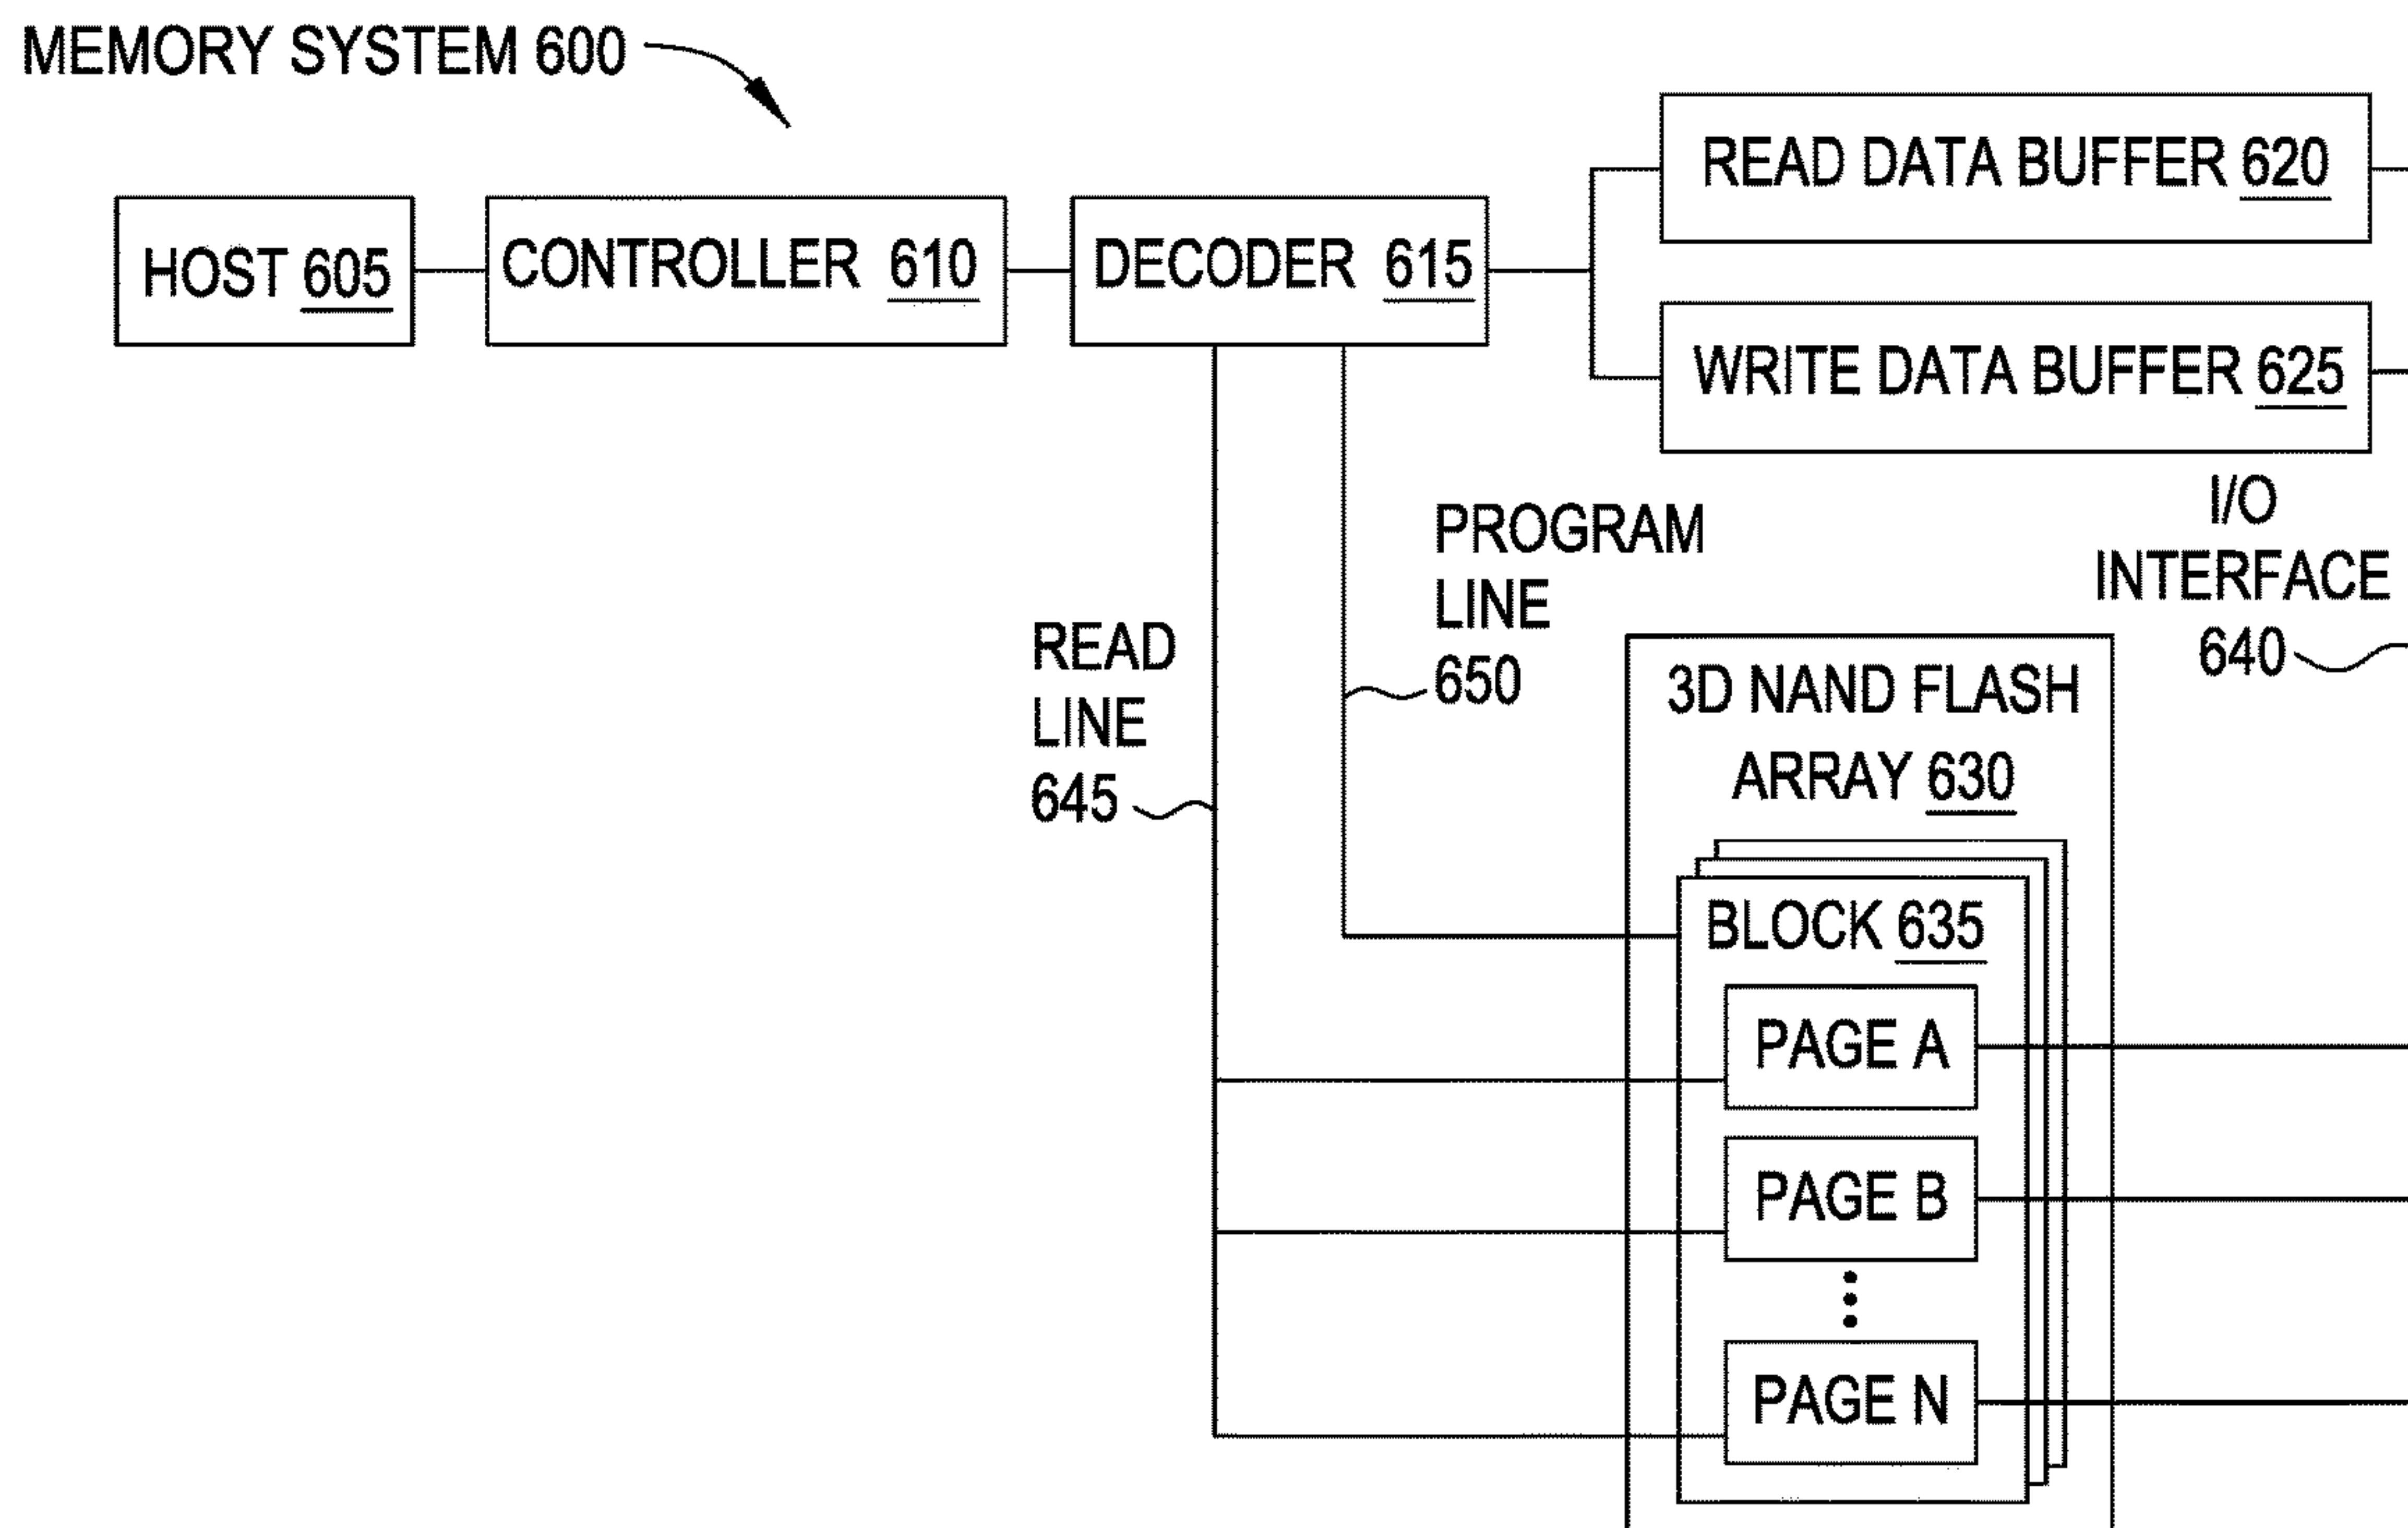 MEMORY SYSTEM 600
READ DATA BUFFER 620
HOST 605
CONTROLLER 610
DECODER 615
WRITE DATA BUFFER 625
I/O
INTERFACE
640
PROGRAM
LINE
650
READ
LINE
645
3D NAND FLASH
ARRAY 630
BLOCK 635
PAGE A
PAGE B
PAGE N